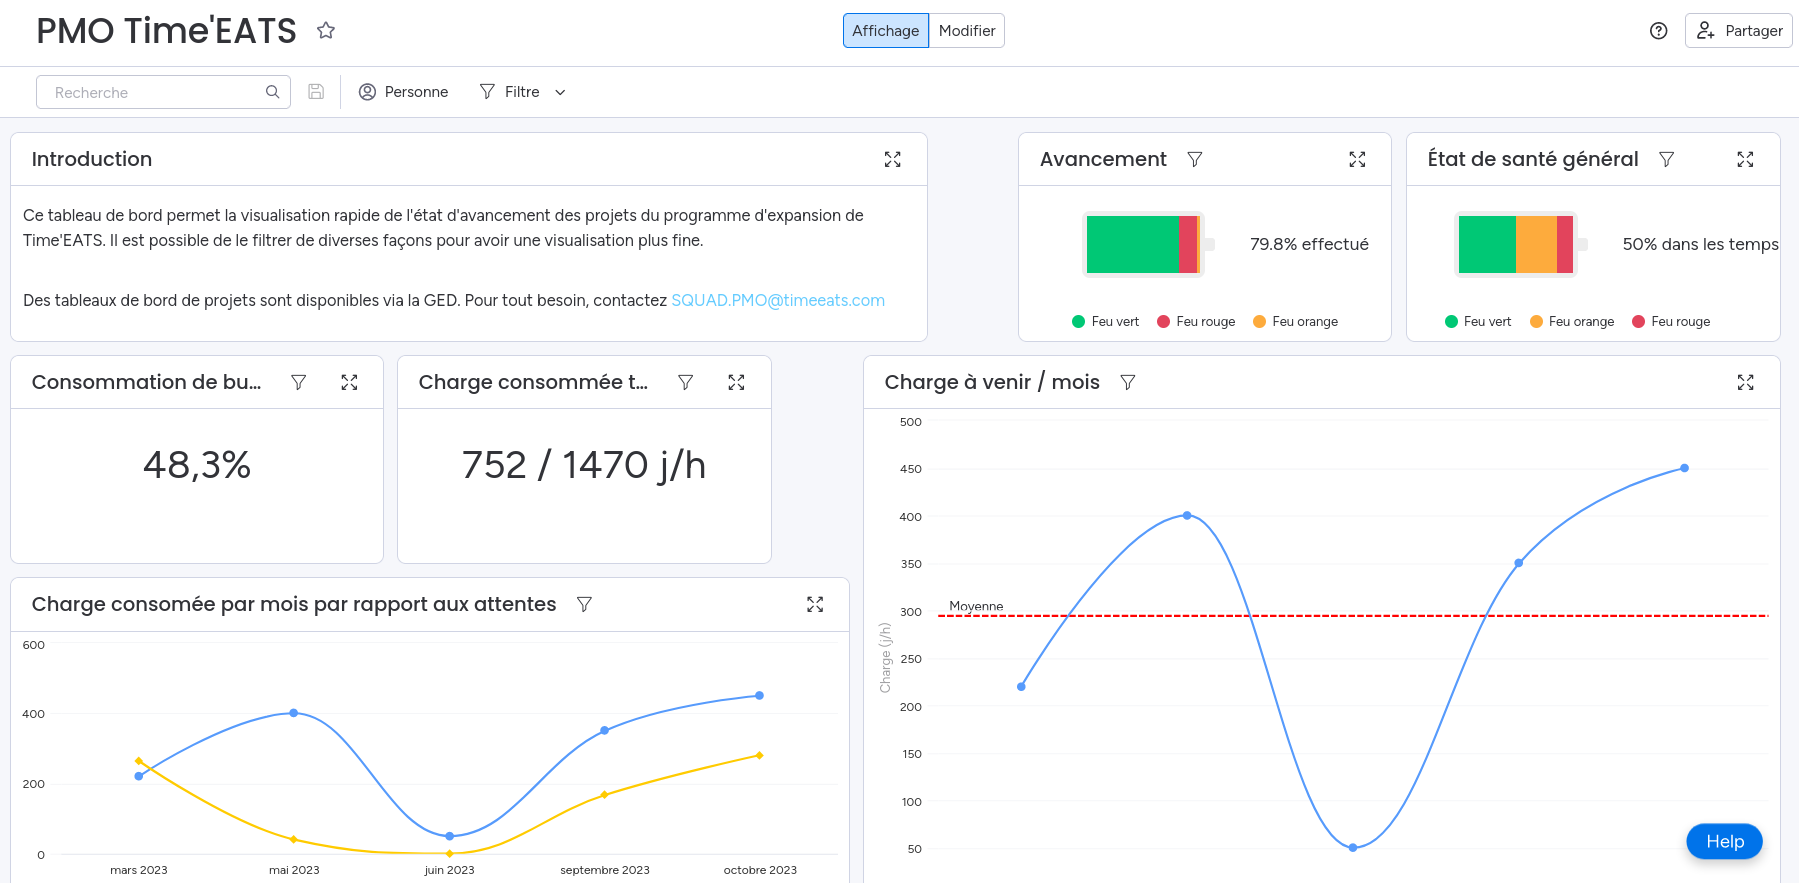 PMO Time'EATS
Affichage
Modifier
Partager
Recherche
Personne
Filtre
Introduction
Ce tableau de bord permet la visualisation rapide de l'état d'avancement des projets du programme d'expansion de
Time'EATS. Il est possible de le filtrer de diverses façons pour avoir une visualisation plus fine.
Des tableaux de bord de projets sont disponibles via la GED. Pour tout besoin, contactez SQUAD.PMO@timeeats.com
Avancement
79.8% effectué
Feu vert
Feu rouge
Feu orange
État de santé général
50% dans les temps
Feu vert
Feu orange
Feu rouge
Consommation de bu...
48,3%
Charge consommée t...
752 / 1470 j/h
Charge à venir / mois
500
450
400
350
300
250
200
150
100
50
Charge (j/h)
Moyenne
Charge consomée par mois par rapport aux attentes
600
400
200
0
mars 2023
mai 2023
juin 2023
septembre 2023
octobre 2023
Help